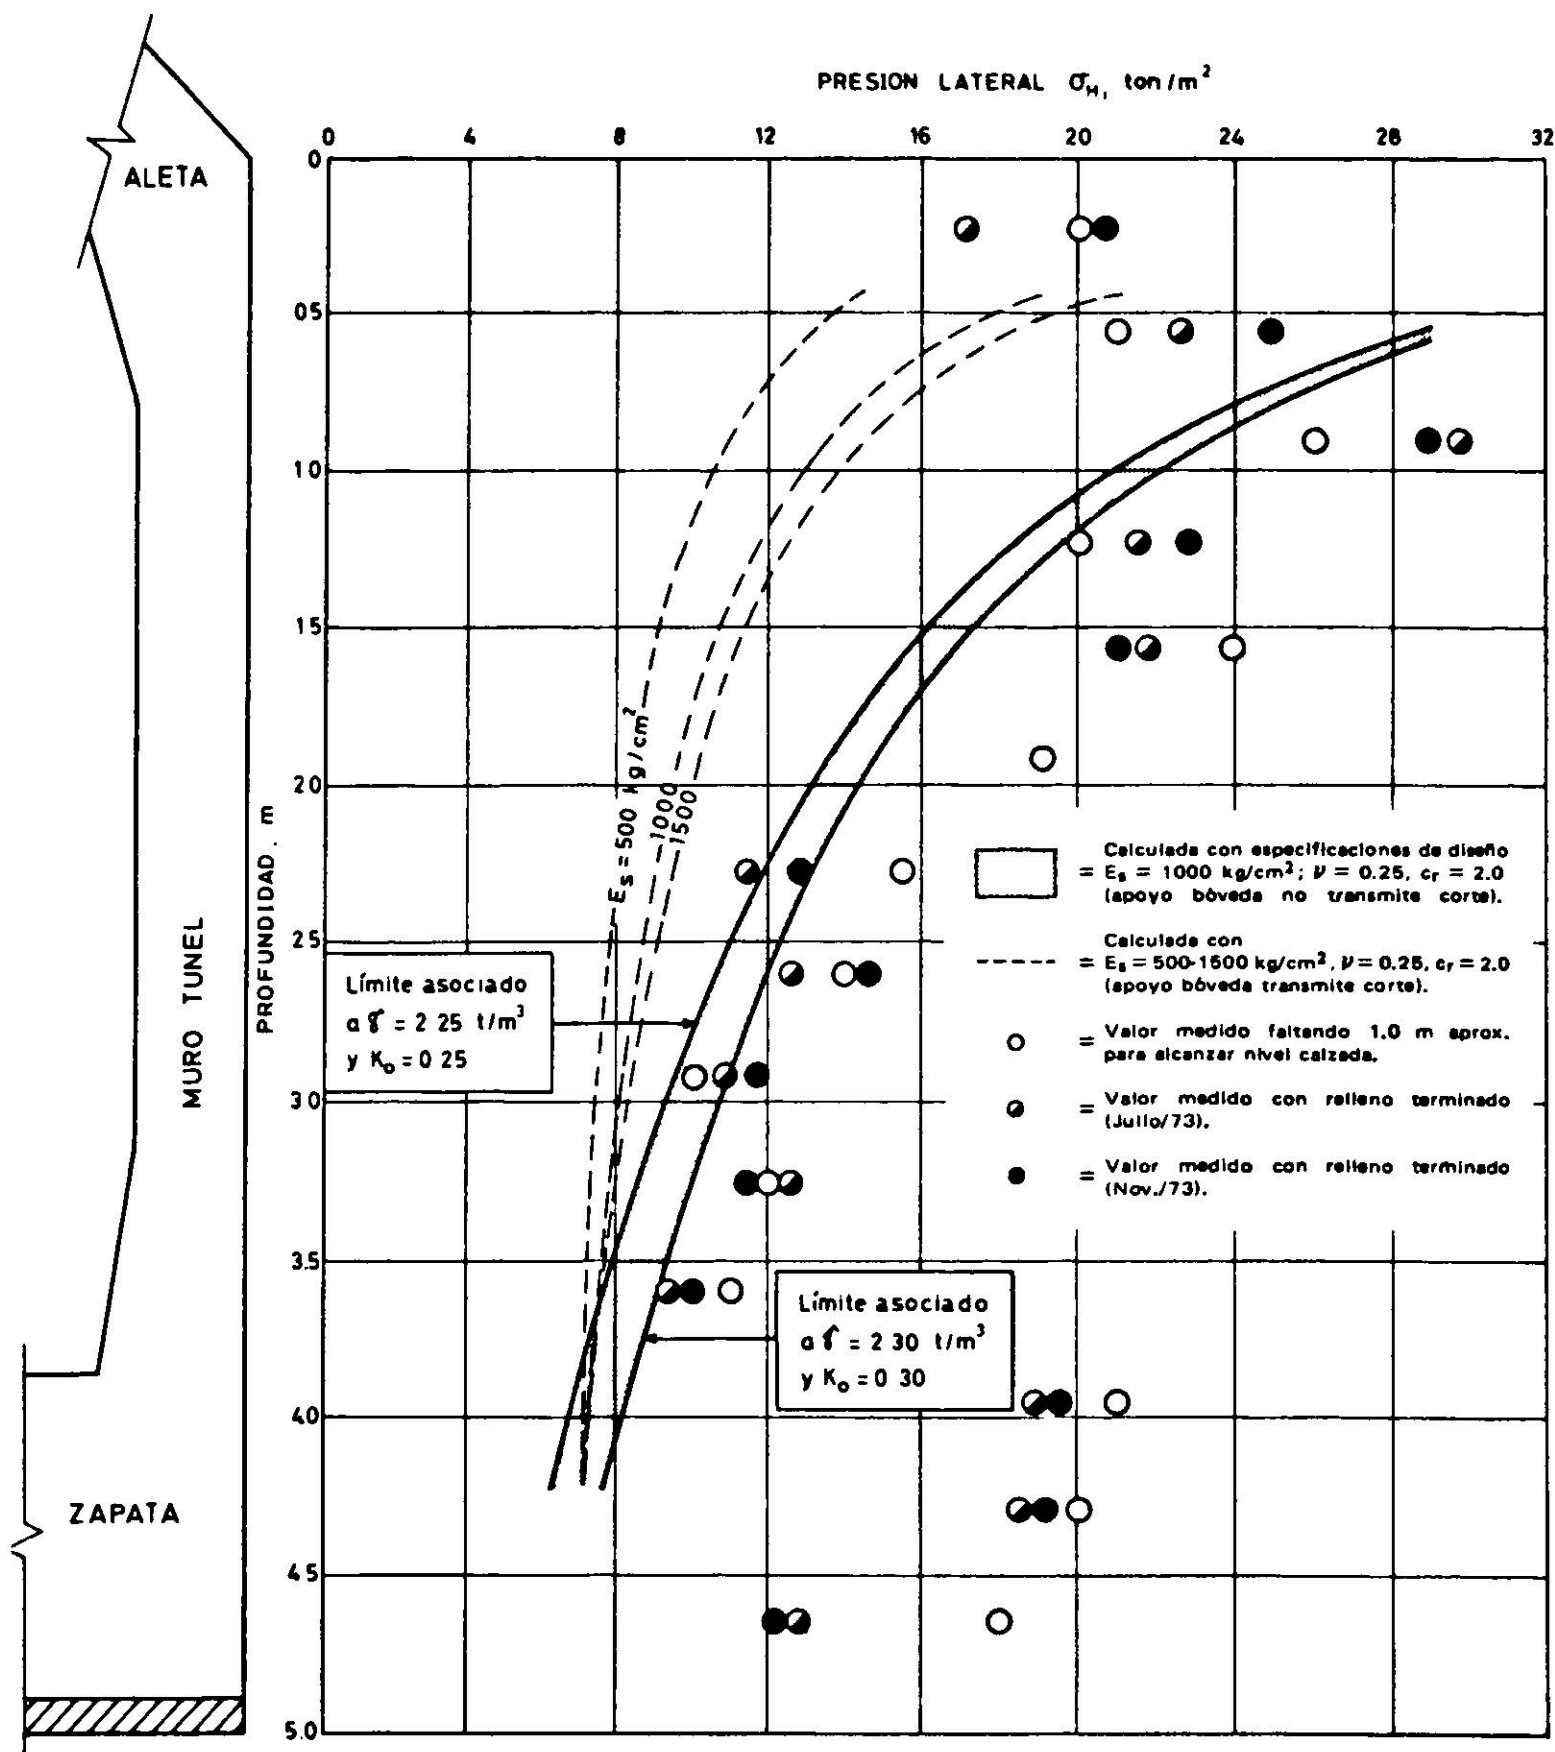 PRESION LATERAL σH, ton/m²
0 4 8 12 16 20 24 28 32
ALETA
MURO TUNEL
ZAPATA
PROFUNDIDAD. m
0
05
10
15
20
25
30
3.5
40
45
5.0
Es = 500 kg/cm²
1000
1500
Límite asociado
a γ = 2 25 t/m³
y Ko = 0 25
Límite asociado
a γ = 2 30 t/m³
y Ko = 0 30
Calculada con especificaciones de diseño
= Es = 1000 kg/cm²; ν = 0.25, cr = 2.0
(apoyo bóveda no transmite corte).
Calculada con
= Es = 500-1500 kg/cm², ν = 0.25, cr = 2.0
(apoyo bóveda transmite corte).
= Valor medido faltando 1.0 m aprox.
para alcanzar nivel calzada.
= Valor medido con relleno terminado
(Julio/73).
= Valor medido con relleno terminado
(Nov./73).